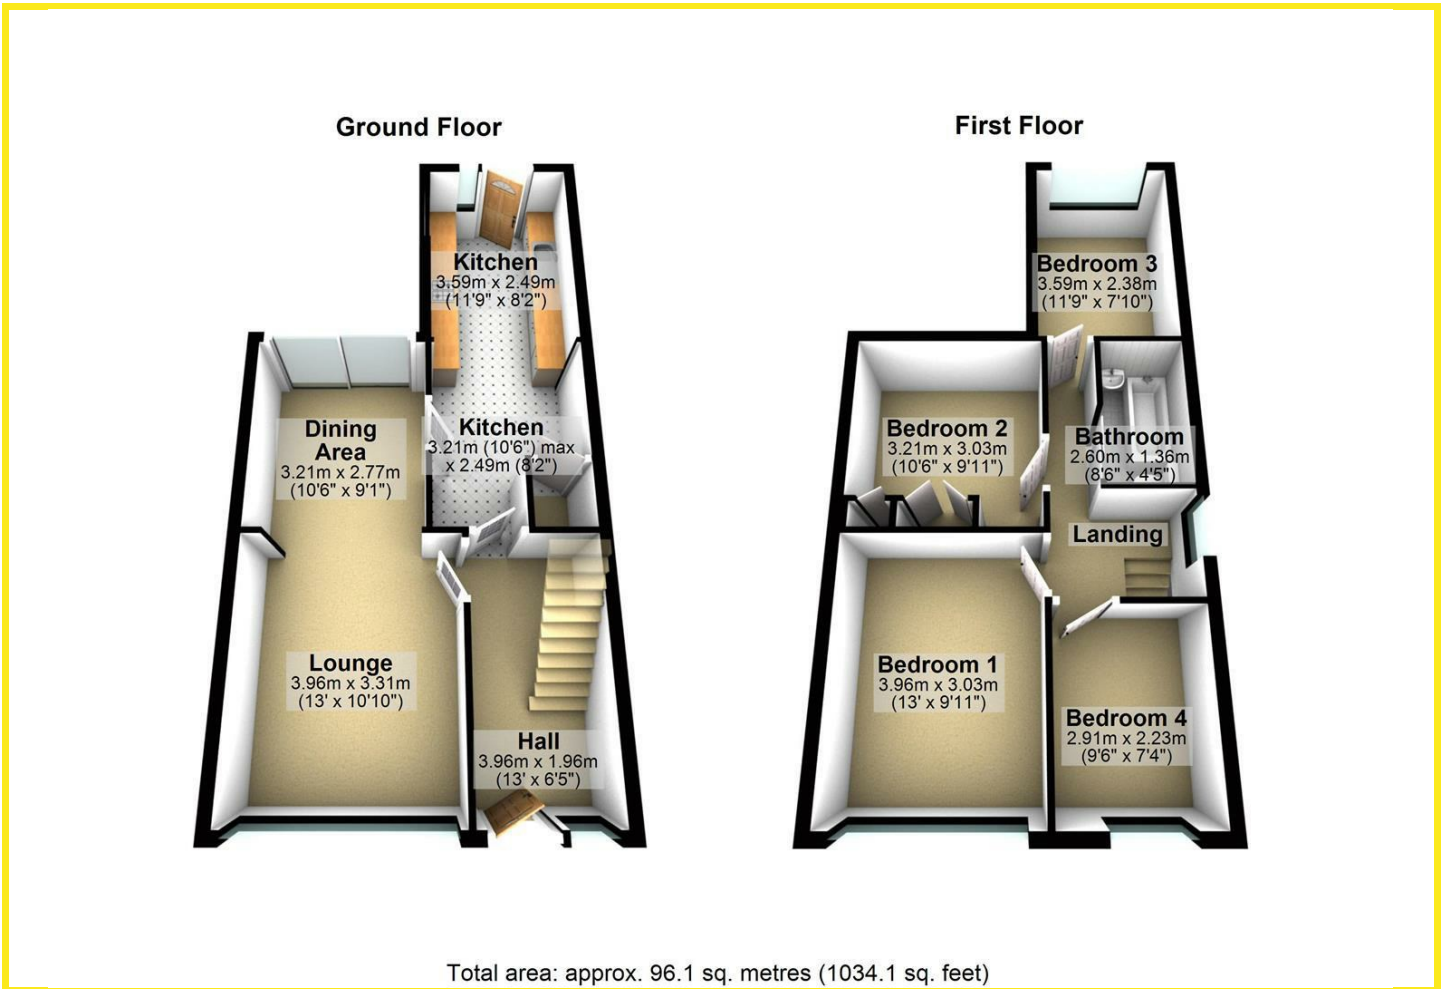 Ground Floor
Kitchen
3.59m x 2.49m
(11'9" x 8'2")
Kitchen
3.21m (10'6") max
x 2.49m (8'2")
Dining
Area
3.21m x 2.77m
(10'6" x 9'1")
Lounge
3.96m x 3.31m
(13' x 10'10")
Hall
3.96m x 1.96m
(13' x 6'5")
First Floor
Bedroom 3
3.59m x 2.38m
(11'9" x 7'10")
Bedroom 2
3.21m x 3.03m
(10'6" x 9'11")
Bathroom
2.60m x 1.36m
(8'6" x 4'5")
Landing
Bedroom 1
3.96m x 3.03m
(13' x 9'11")
Bedroom 4
2.91m x 2.23m
(9'6" x 7'4")
Total area: approx. 96.1 sq. metres (1034.1 sq. feet)